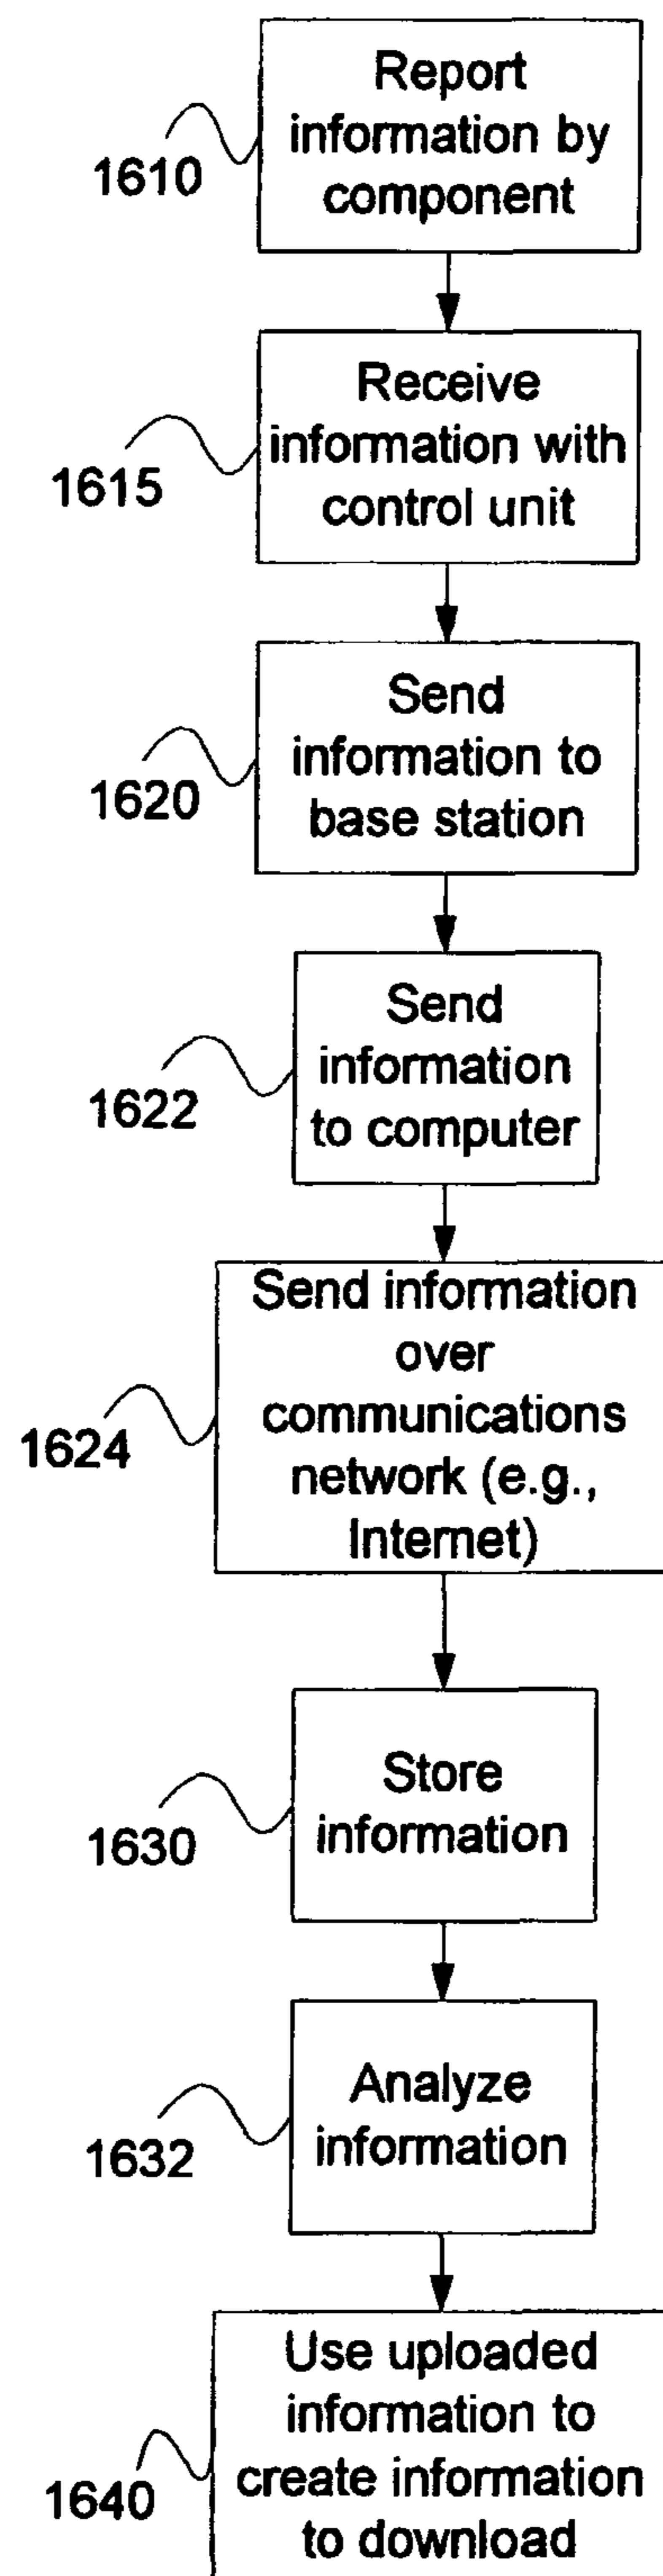 Report
information by
component
1610
Receive
information with
control unit
1615
Send
information to
base station
1620
Send
information
to computer
1622
Send information
over
communications
network (e.g.,
Internet)
1624
Store
information
1630
Analyze
information
1632
Use uploaded
information to
create information
to download
1640